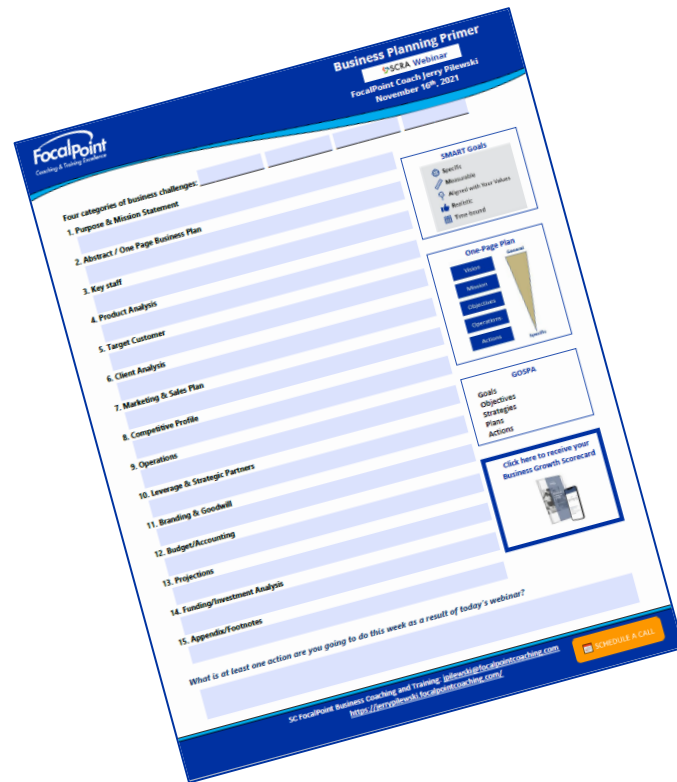 Business Planning Primer
SCRA Webinar
FocalPoint Coach Jerry Pilewski
November 16th, 2021
FocalPoint
Coaching & Training Excellence
Four categories of business challenges:
1. Purpose & Mission Statement
2. Abstract / One Page Business Plan
3. Key staff
4. Product Analysis
5. Target Customer
6. Client Analysis
7. Marketing & Sales Plan
8. Competitive Profile
9. Operations
10. Leverage & Strategic Partners
11. Branding & Goodwill
12. Budget/Accounting
13. Projections
14. Funding/Investment Analysis
15. Appendix/Footnotes
SMART Goals
Specific
Measurable
Aligned with Your Values
Realistic
Time bound
One-Page Plan
General
Vision
Mission
Objectives
Operations
Actions
Specific
GOSPA
Goals
Objectives
Strategies
Plans
Actions
Click here to receive your
Business Growth Scorecard
What is at least one action are you going to do this week as a result of today's webinar?
SC FocalPoint Business Coaching and Training: jpilewski@focalpointcoaching.com
https://jerrypilewski.focalpointcoaching.com/
SCHEDULE A CALL